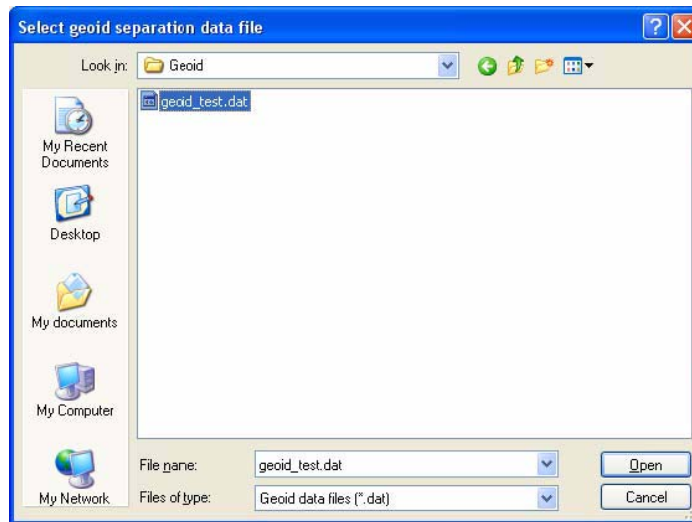 Select geoid separation data file
Look in: Geoid
geoid_test.dat
My Recent
Documents
Desktop
My documents
My Computer
My Network
File name: geoid_test.dat Open
Files of type: Geoid data files (*.dat) Cancel